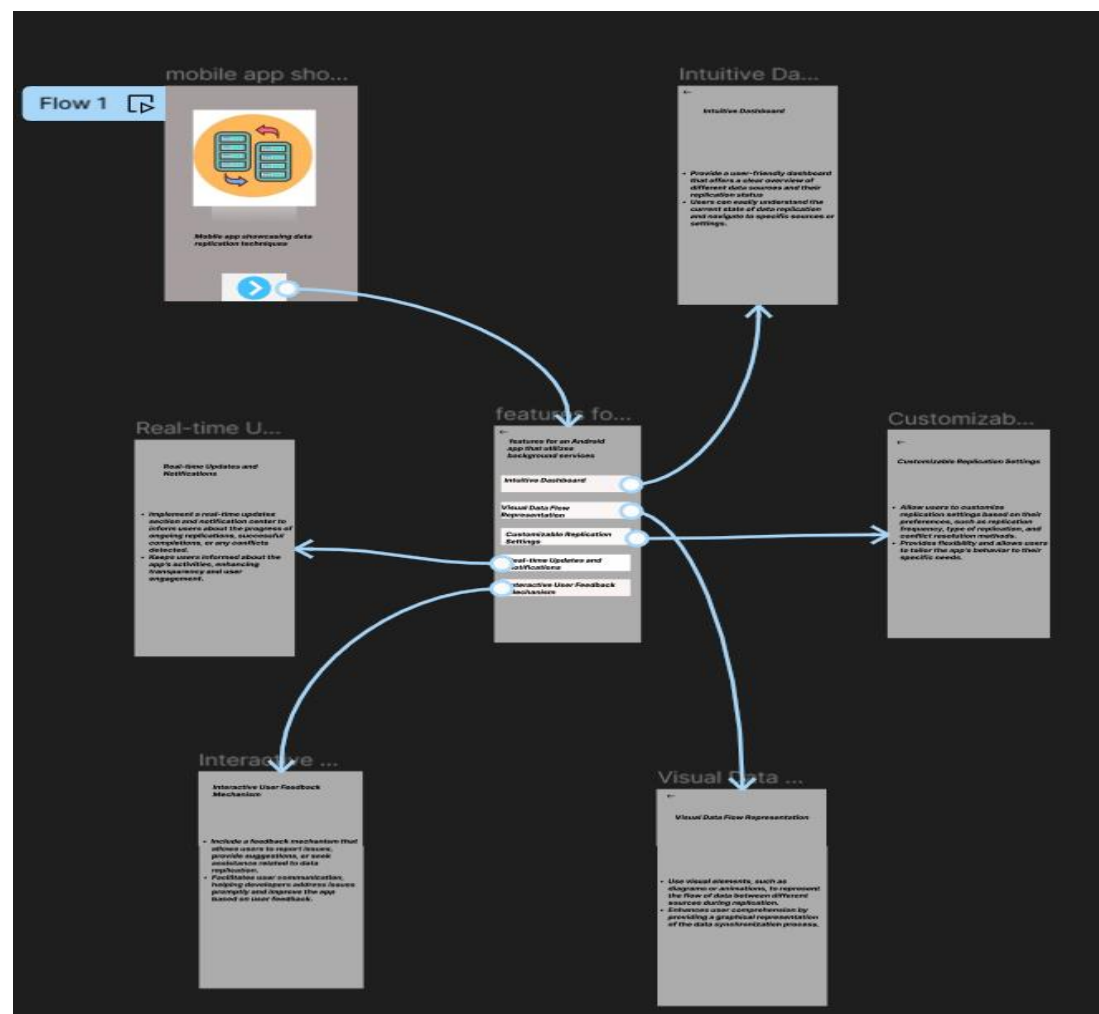 mobile app sho...
Flow 1
Mobile app showcasing data
replication techniques
Intuitive Da...
←
Intuitive Dashboard
• Provide a user-friendly dashboard
that offers a clear overview of
different data sources and their
replication status
• Users can easily understand the
current state of data replication
and navigate to specific sources or
settings.
Real-time U...
Real-time Updates and
Notifications
• Implement a real-time updates
section and notification center to
inform users about the progress of
ongoing replications, successful
completions, or any conflicts
detected.
• Keeps users informed about the
app's activities, enhancing
transparency and user
engagement.
features fo...
←
features for an Android
app that utilizes
background services
Intuitive Dashboard
Visual Data Flow
Representation
Customizable Replication
Settings
Real-time Updates and
Notifications
Interactive User Feedback
Mechanism
Customizab...
←
Customizable Replication Settings
• Allow users to customize
replication settings based on their
preferences, such as replication
frequency, type of replication, and
conflict resolution methods.
• Provides flexibility and allows users
to tailor the app's behavior to their
specific needs.
Interactive ...
Interactive User Feedback
Mechanism
• Include a feedback mechanism that
allows users to report issues,
provide suggestions, or seek
assistance related to data
replication.
• Facilitates user communication,
helping developers address issues
promptly and improve the app
based on user feedback.
Visual Data ...
←
Visual Data Flow Representation
• Use visual elements, such as
diagrams or animations, to represent
the flow of data between different
sources during replication.
• Enhances user comprehension by
providing a graphical representation
of the data synchronization process.